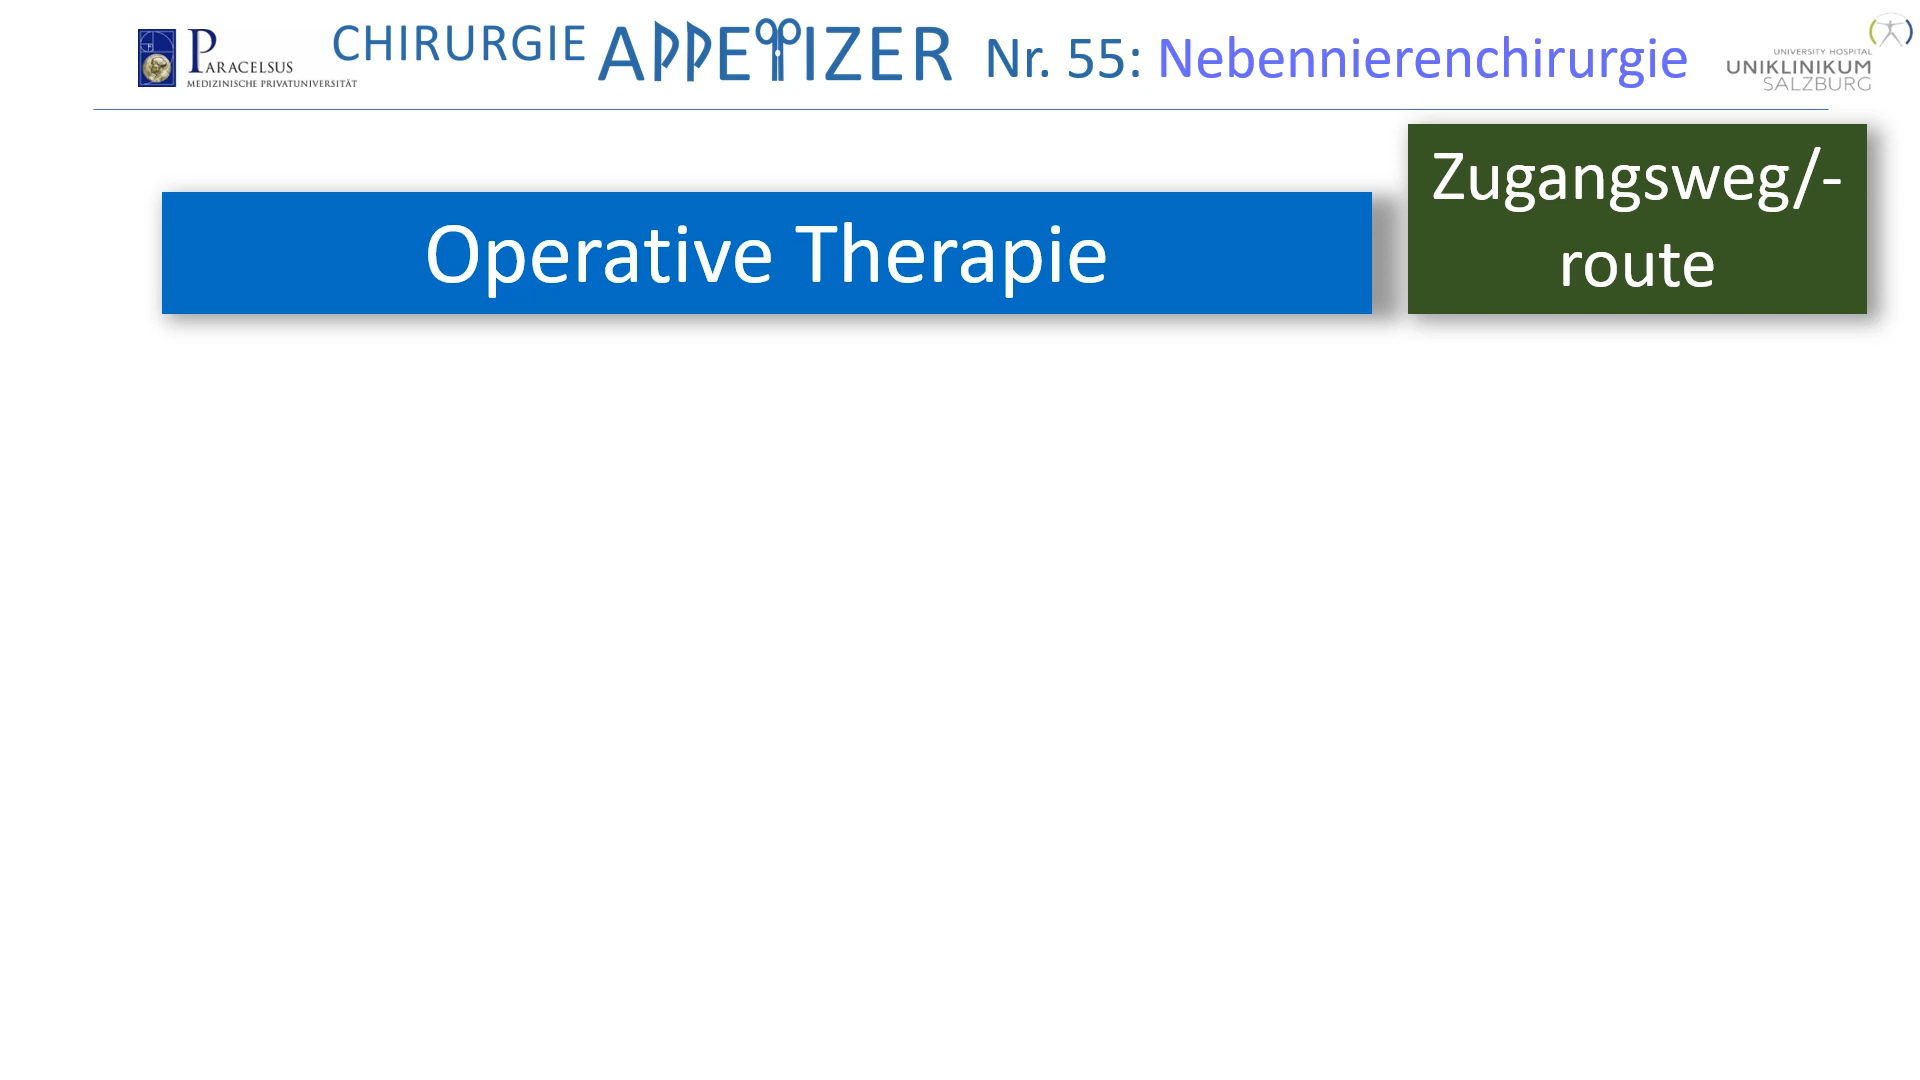 PARACELSUS
MEDIZINISCHE PRIVATUNIVERSITÄT
CHIRURGIE APPETIZER Nr. 55: Nebennierenchirurgie
UNIVERSITY HOSPITAL
UNIKLINIKUM
SALZBURG
Operative Therapie
Zugangsweg/-
route